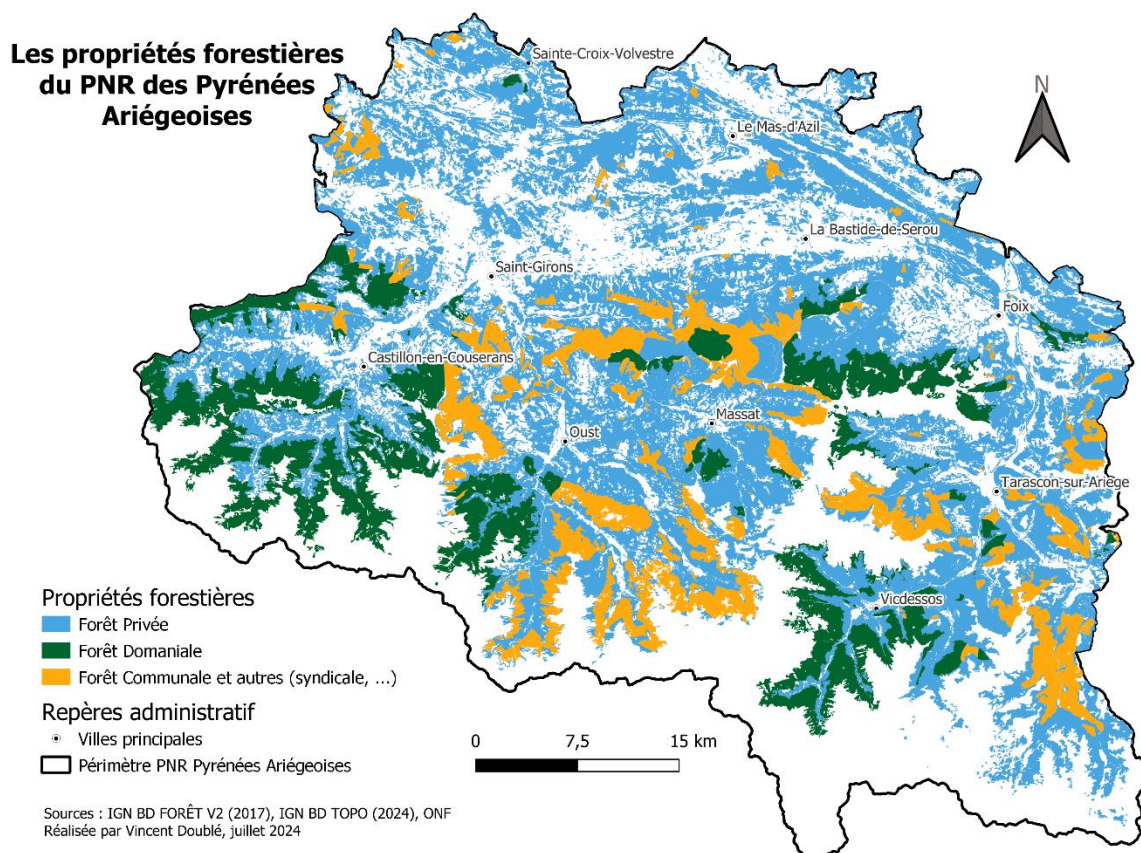 Les propriétés forestières
du PNR des Pyrénées
Ariégeoises
N
Sainte-Croix-Volvestre
Le Mas-d'Azil
La Bastide-de-Serou
Saint-Girons
Foix
Castillon-en-Couserans
Massat
Oust
Tarascon-sur-Ariège
Vicdessos
Propriétés forestières
Forêt Privée
Forêt Domaniale
Forêt Communale et autres (syndicale, ...)
Repères administratif
Villes principales
Périmètre PNR Pyrénées Ariégeoises
0 7,5 15 km
Sources : IGN BD FORÊT V2 (2017), IGN BD TOPO (2024), ONF
Réalisée par Vincent Doublé, juillet 2024